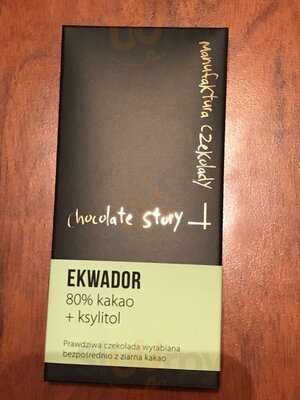 manufaktura czekolady
chocolate story
EKWADOR
80% kakao
+ ksylitol
Prawdziwa czekolada wyrabiana
bezpośrednio z ziarna kakao